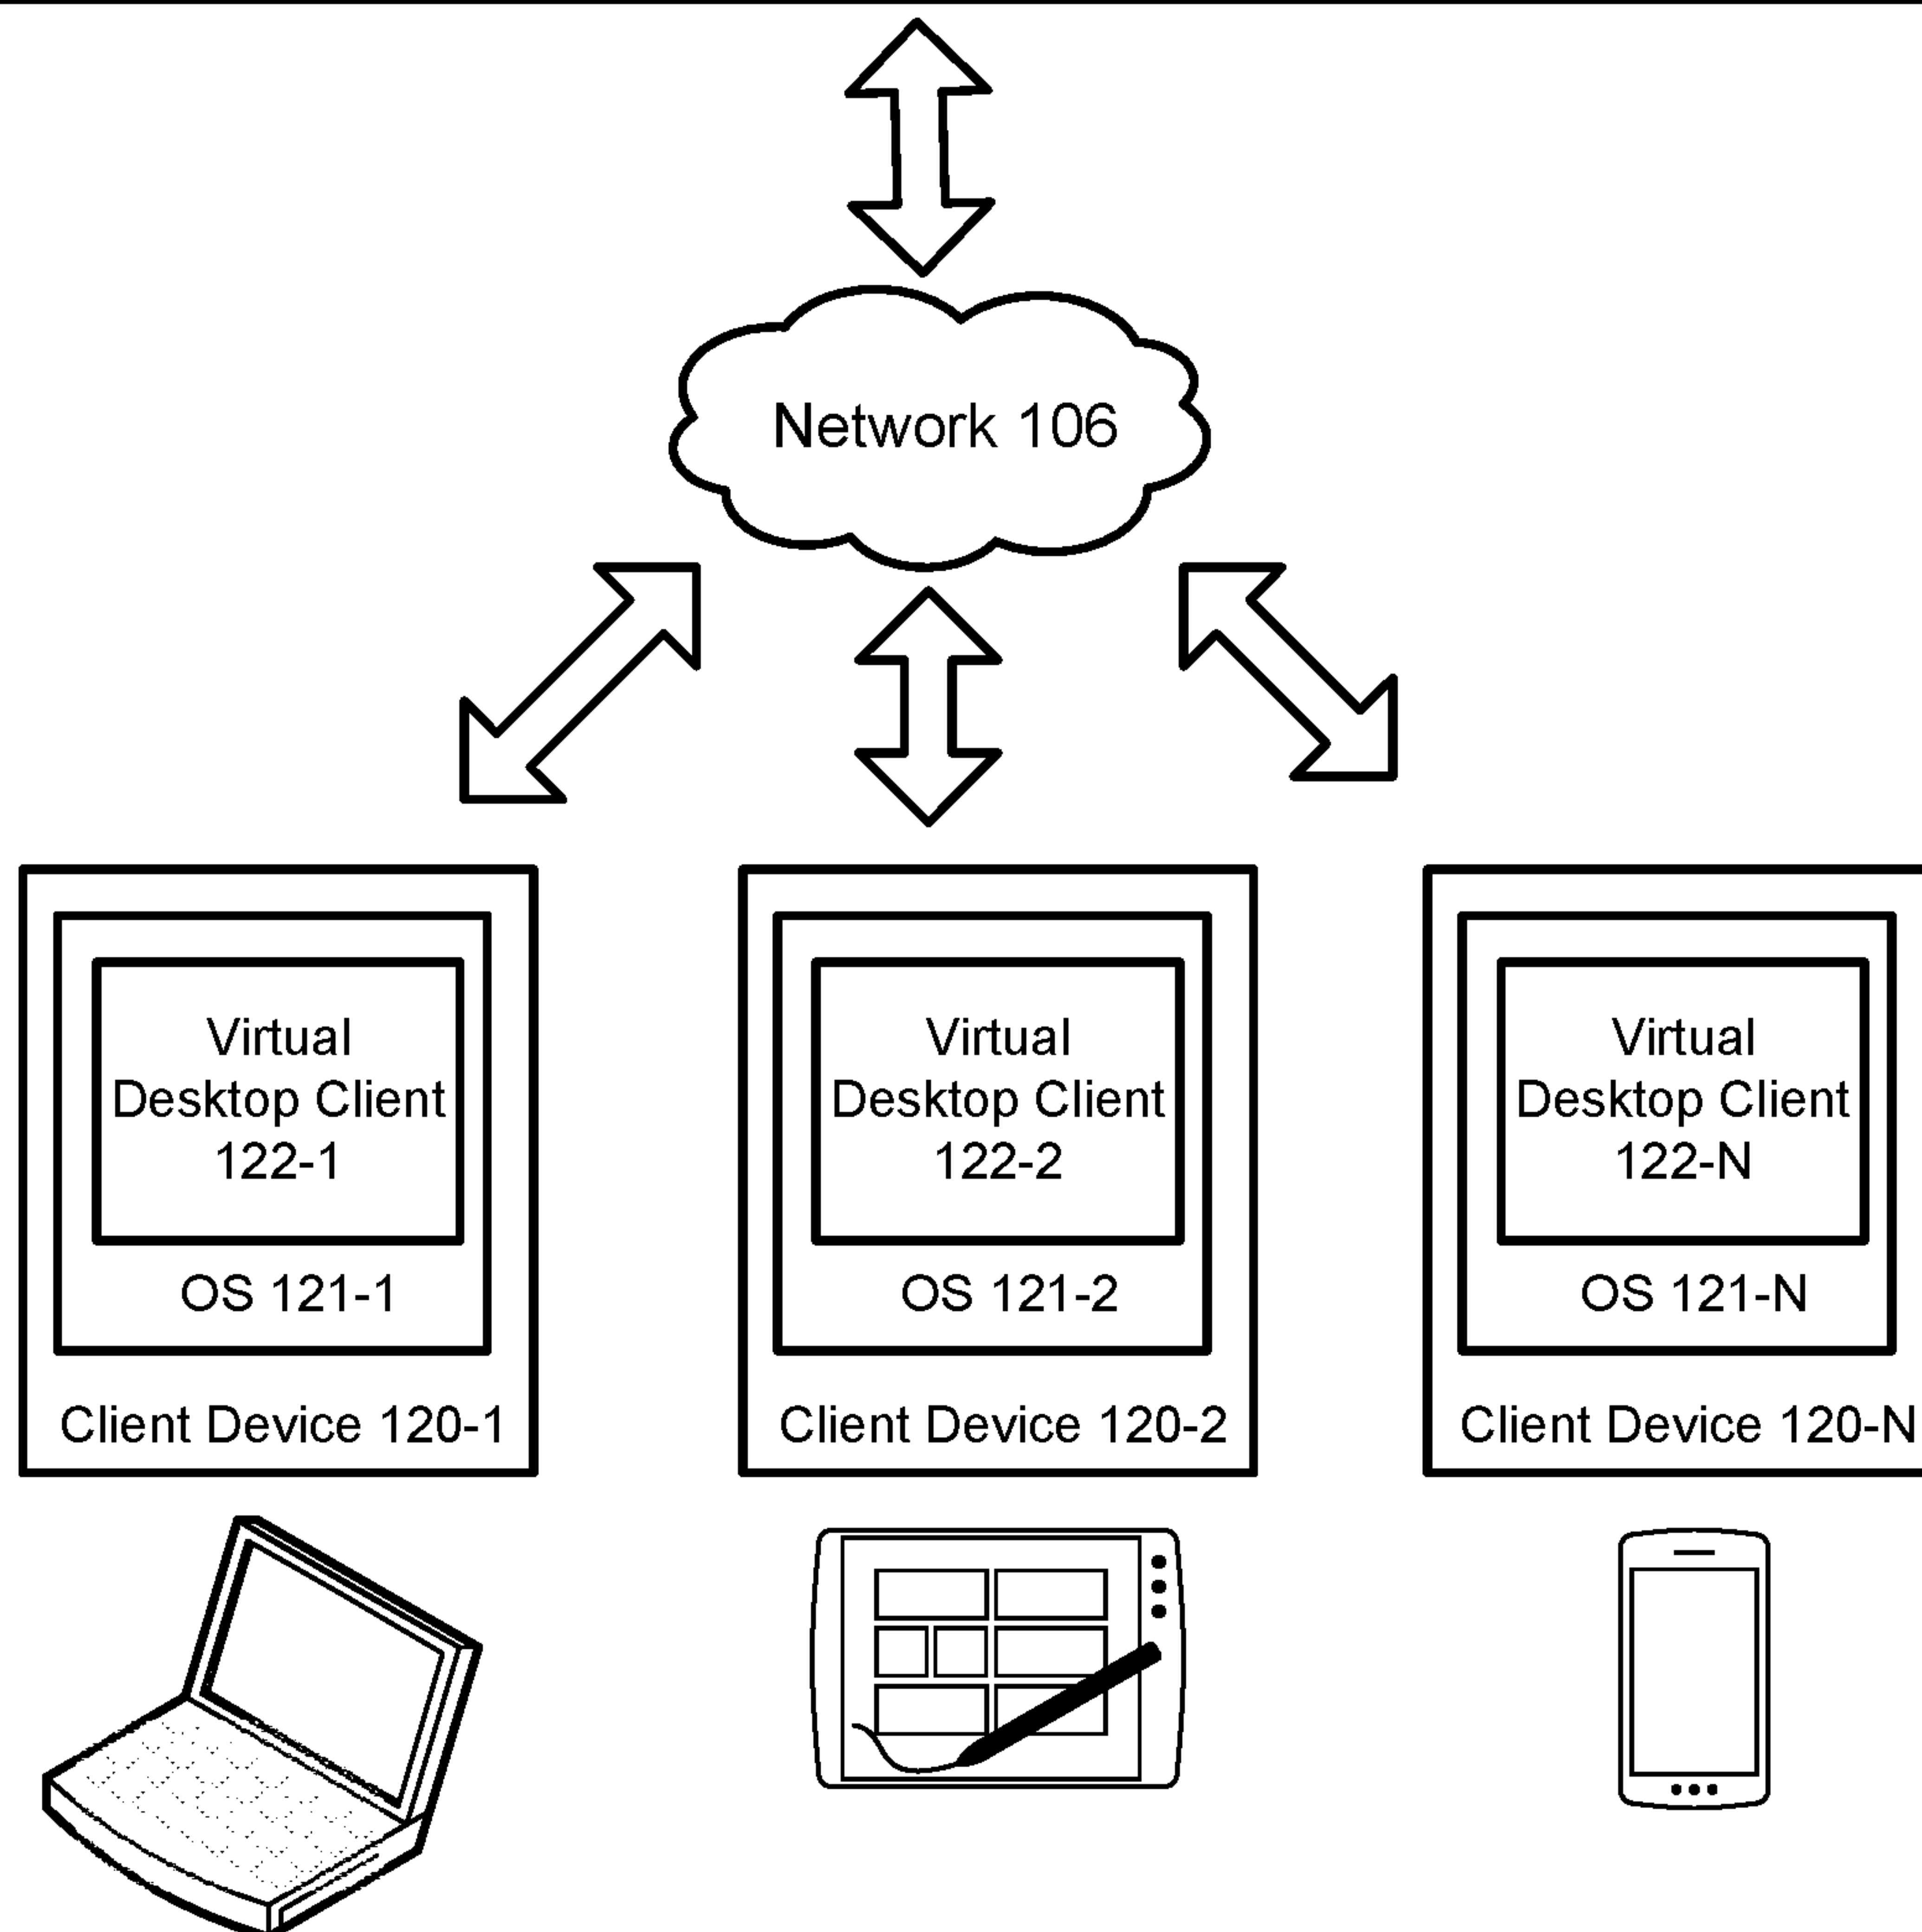 Network 106
Virtual
Desktop Client
122-1
OS 121-1
Client Device 120-1
Virtual
Desktop Client
122-2
OS 121-2
Client Device 120-2
Virtual
Desktop Client
122-N
OS 121-N
Client Device 120-N